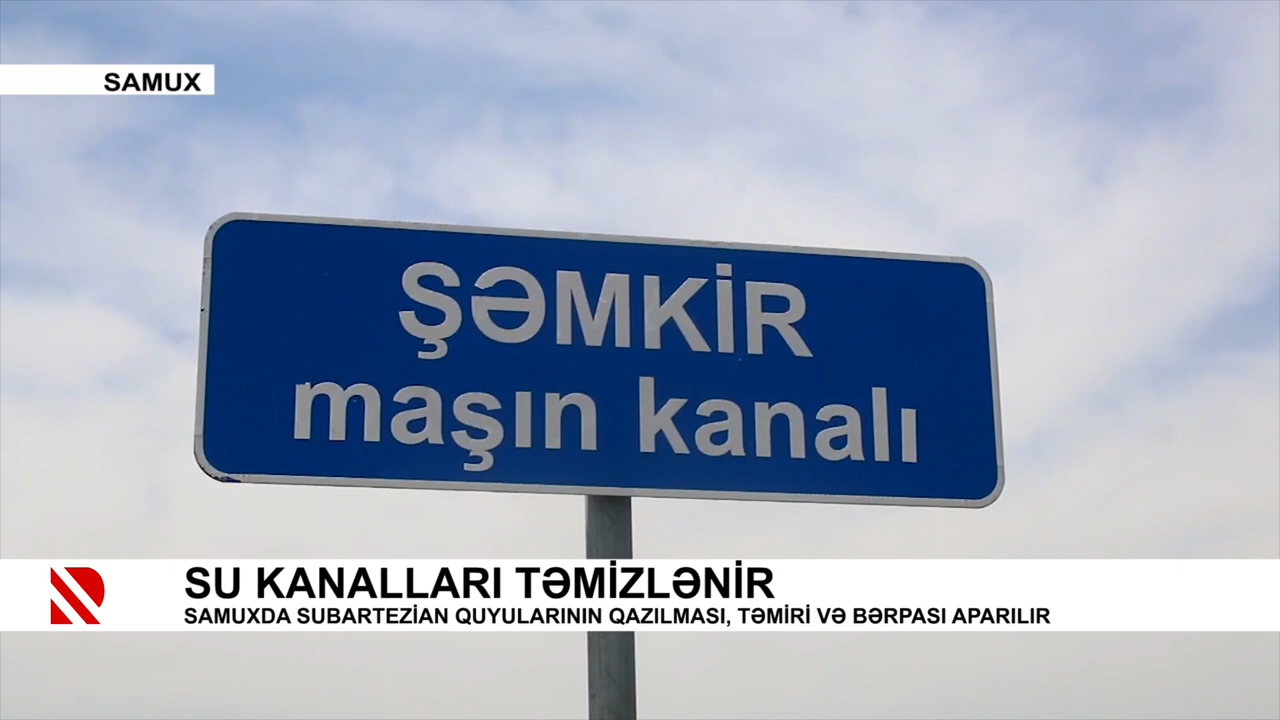 SAMUX
ŞƏMKİR
maşın kanalı
SU KANALLARI TƏMİZLƏNİR
SAMUXDA SUBARTEZİAN QUYULARININ QAZILMASI, TƏMİRİ VƏ BƏRPASI APARILIR